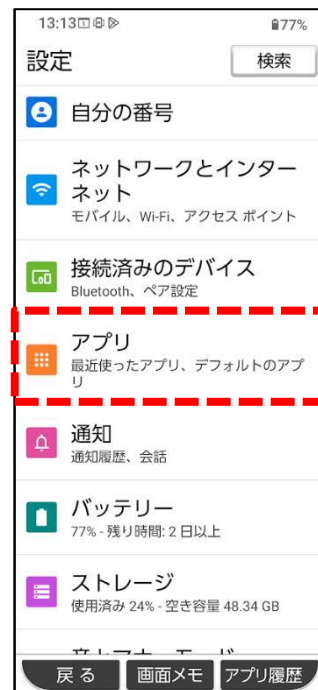 13:13
77%
設定
検索
自分の番号
ネットワークとインター
ネット
モバイル、Wi-Fi、アクセス ポイント
接続済みのデバイス
Bluetooth、ペア設定
アプリ
最近使ったアプリ、デフォルトのアプ
リ
通知
通知履歴、会話
バッテリー
77% - 残り時間: 2 日以上
ストレージ
使用済み 24% - 空き容量 48.34 GB
戻る
画面メモ
アプリ履歴